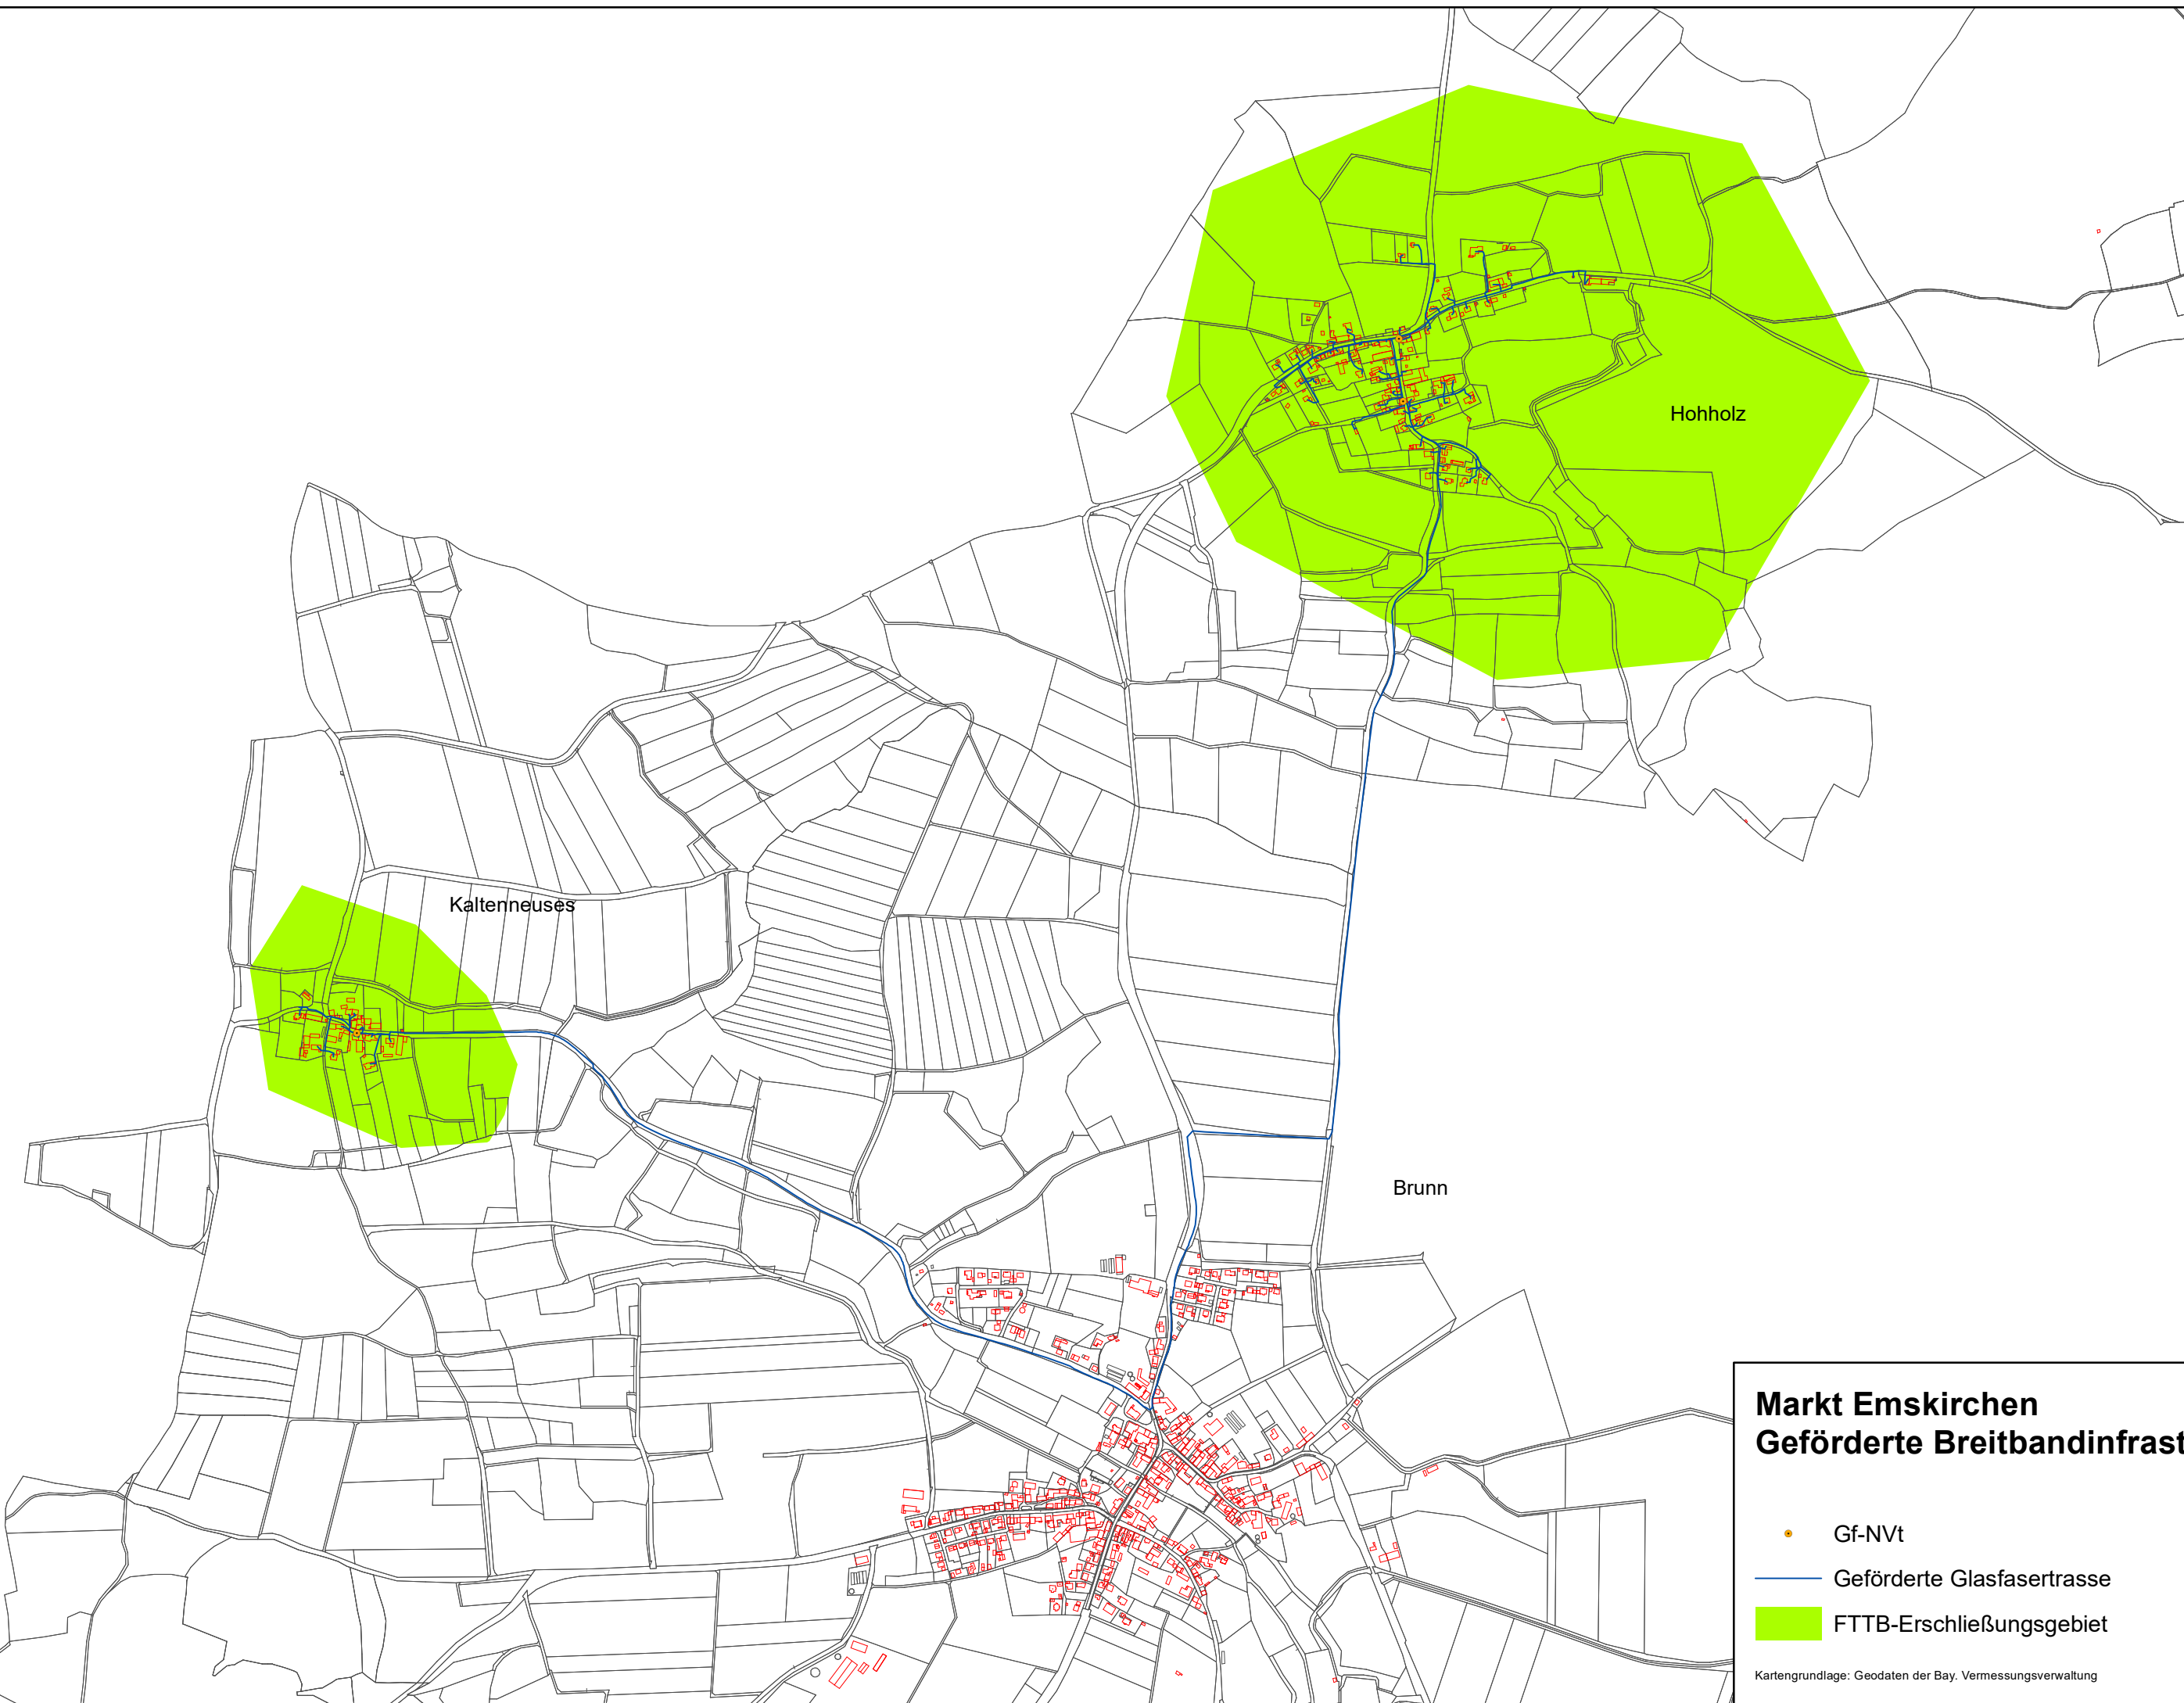 Hohholz
Kaltenneuses
Brunn
Markt Emskirchen
Geförderte Breitbandinfrast
Gf-NVt
Geförderte Glasfasertrasse
FTTB-Erschließungsgebiet
Kartengrundlage: Geodaten der Bay. Vermessungsverwaltung